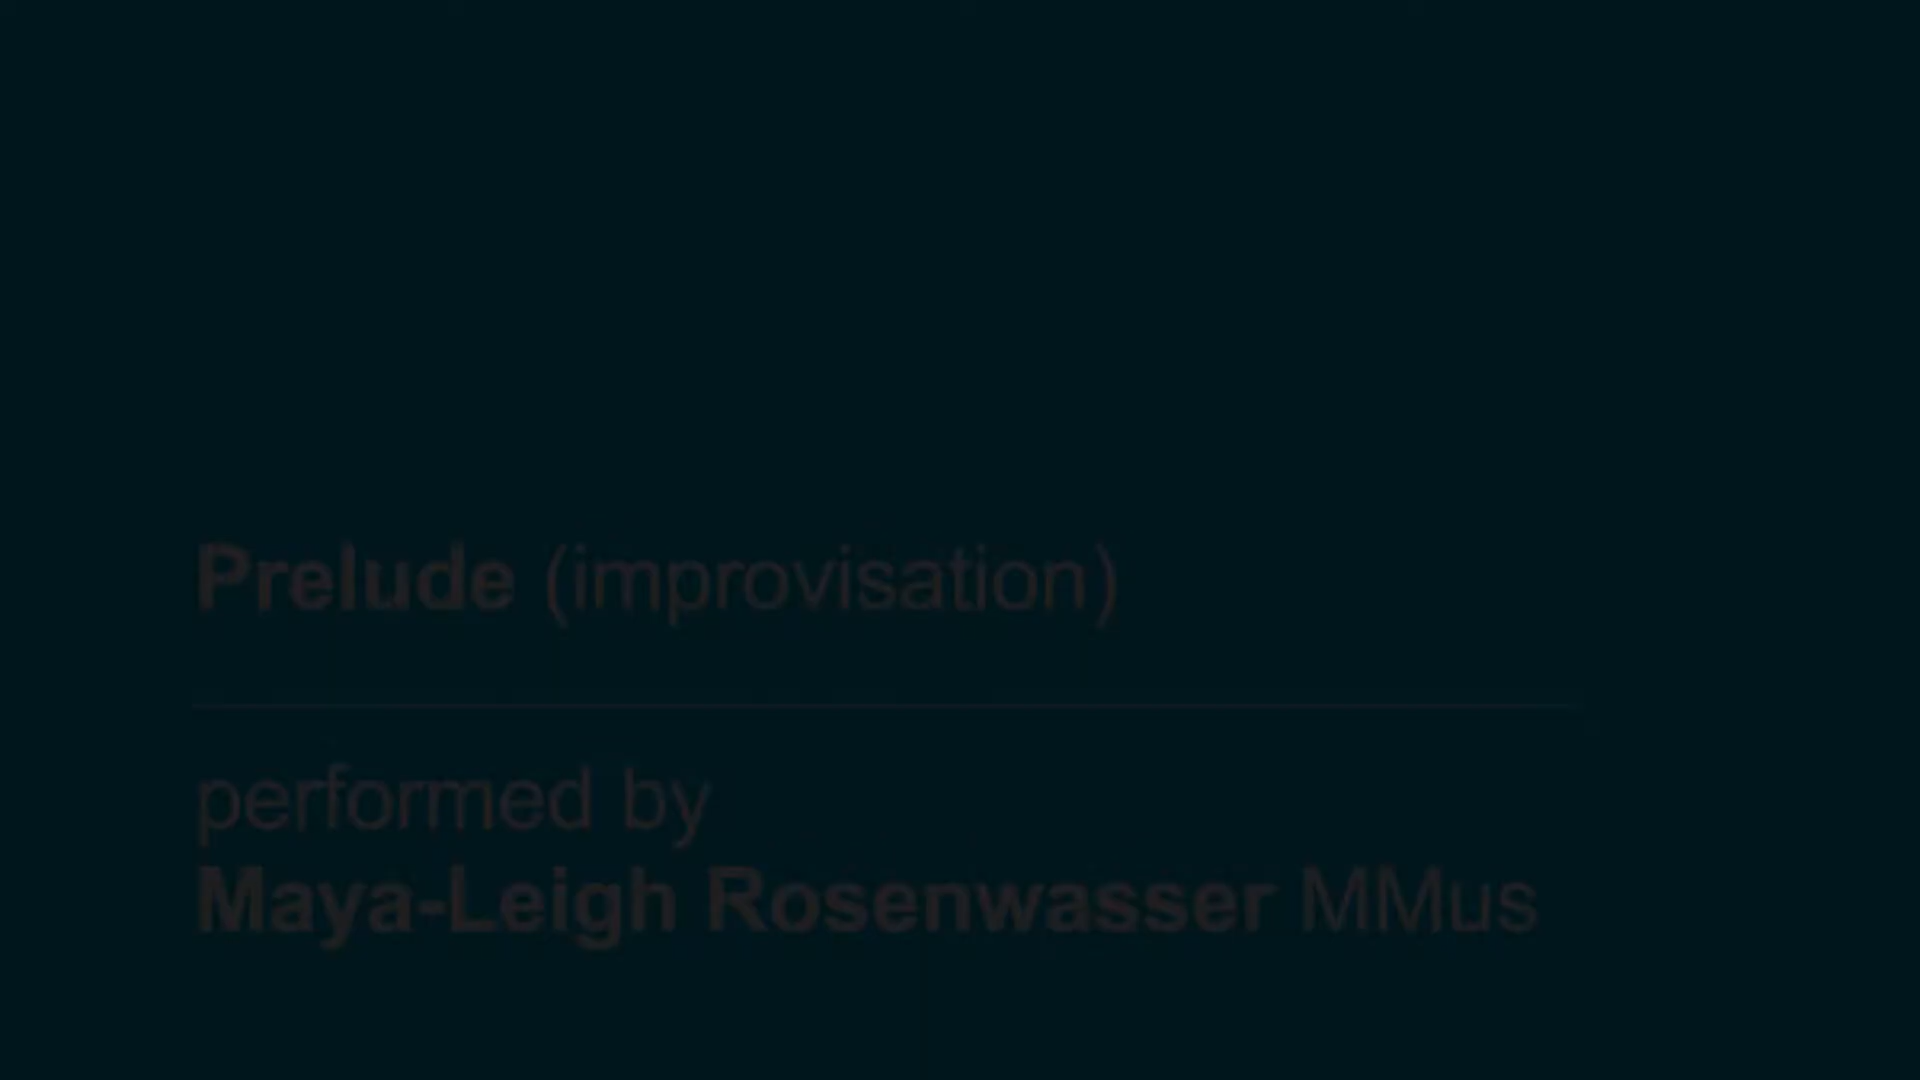 Prelude (improvisation)
performed by
Maya-Leigh Rosenwasser MMus